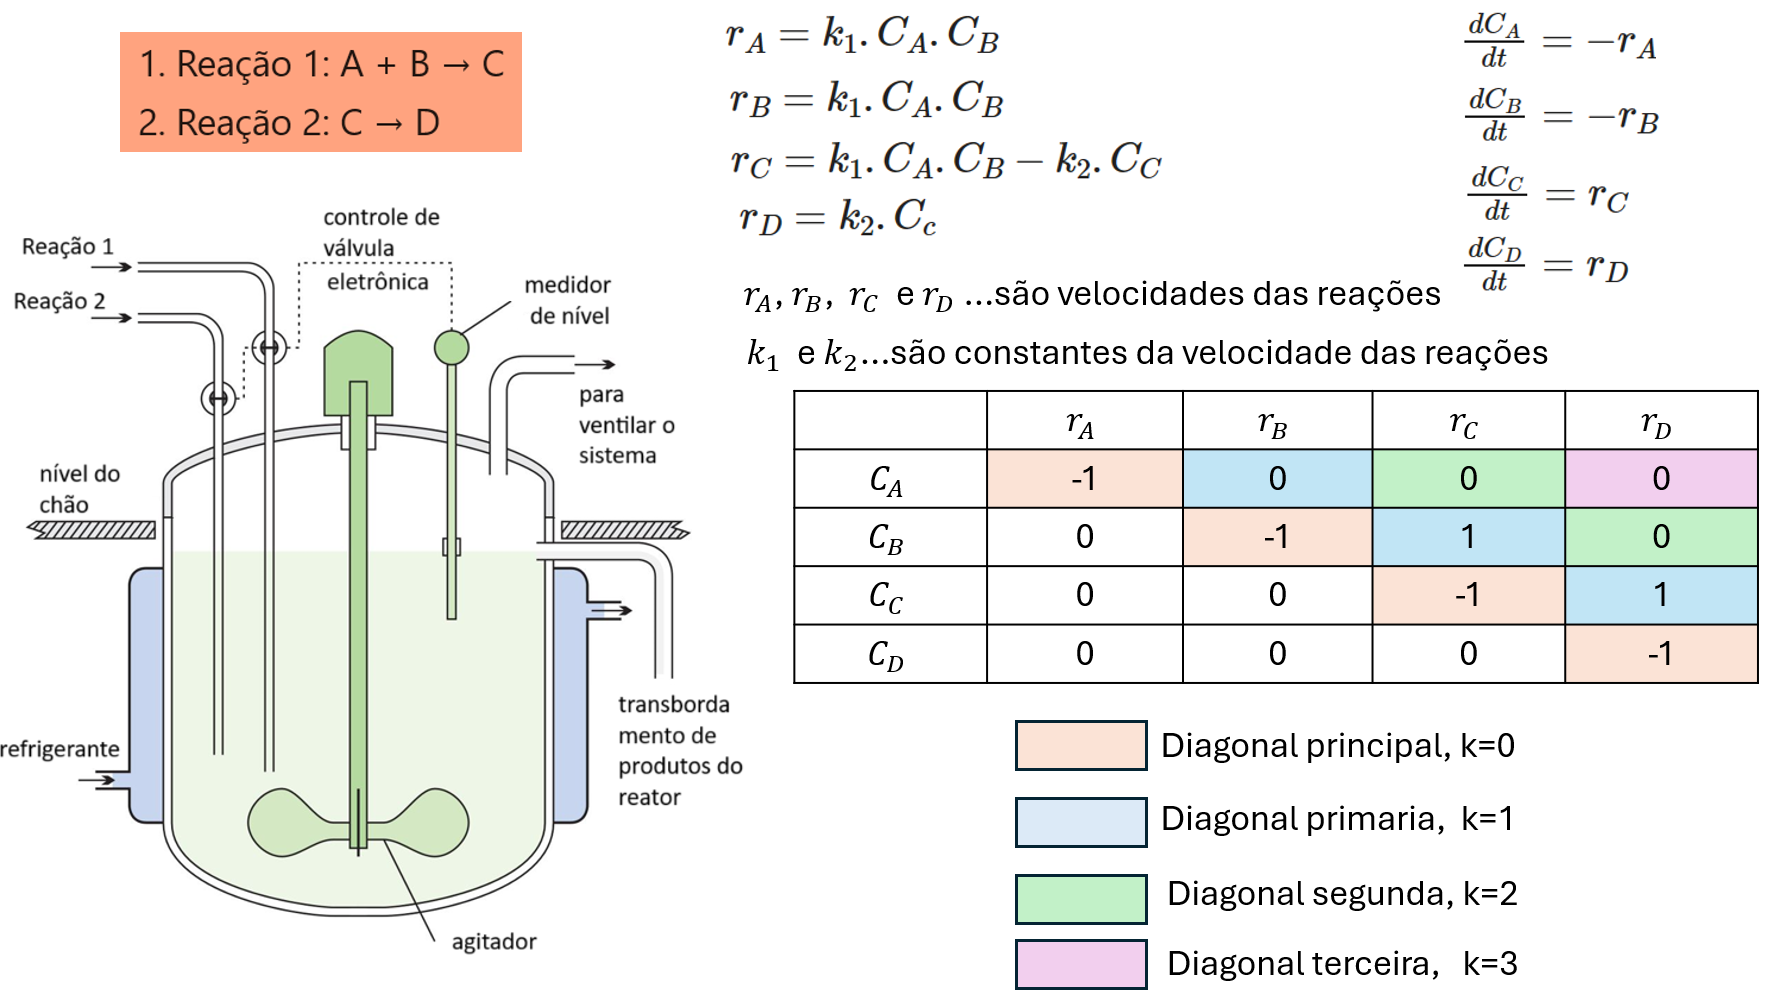 1. Reação 1: A + B → C
2. Reação 2: C → D
r_A = k_1. C_A. C_B
r_B = k_1. C_A. C_B
r_C = k_1. C_A. C_B − k_2. C_C
r_D = k_2. C_c
dC_A/dt = −r_A
dC_B/dt = −r_B
dC_C/dt = r_C
dC_D/dt = r_D
r_A, r_B, r_C e r_D ...são velocidades das reações
k_1 e k_2...são constantes da velocidade das reações
Reação 1
Reação 2
controle de
válvula
eletrônica
medidor
de nível
para
ventilar o
sistema
nível do
chão
refrigerante
transborda
mento de
produtos do
reator
agitador
r_A r_B r_C r_D
C_A -1 0 0 0
C_B 0 -1 1 0
C_C 0 0 -1 1
C_D 0 0 0 -1
Diagonal principal, k=0
Diagonal primaria, k=1
Diagonal segunda, k=2
Diagonal terceira, k=3